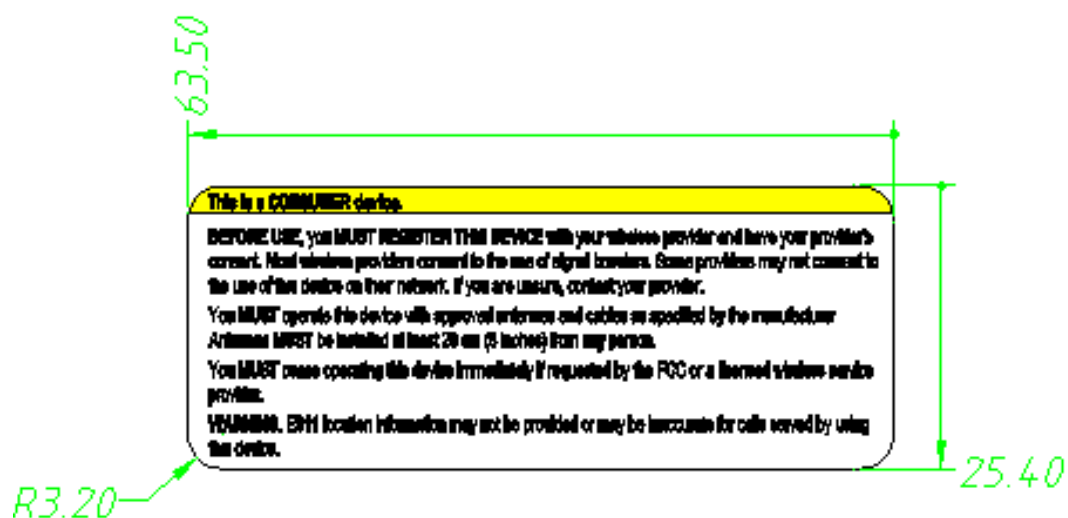 63.50
This is a CONSUMER device.
BEFORE USE, you MUST REGISTER THIS DEVICE with your wireless provider and have your provider's
consent. Most wireless providers consent to the use of signal boosters. Some providers may not consent to
the use of this device on their network. If you are unsure, contact your provider.
You MUST operate this device with approved antennas and cables as specified by the manufacturer
Antennas MUST be installed at least 20 cm (8 inches) from any person.
You MUST cease operating this device immediately if requested by the FCC or a licensed wireless service
provider.
WARNING. E911 location information may not be provided or may be inaccurate for calls served by using
this device.
25.40
R3.20